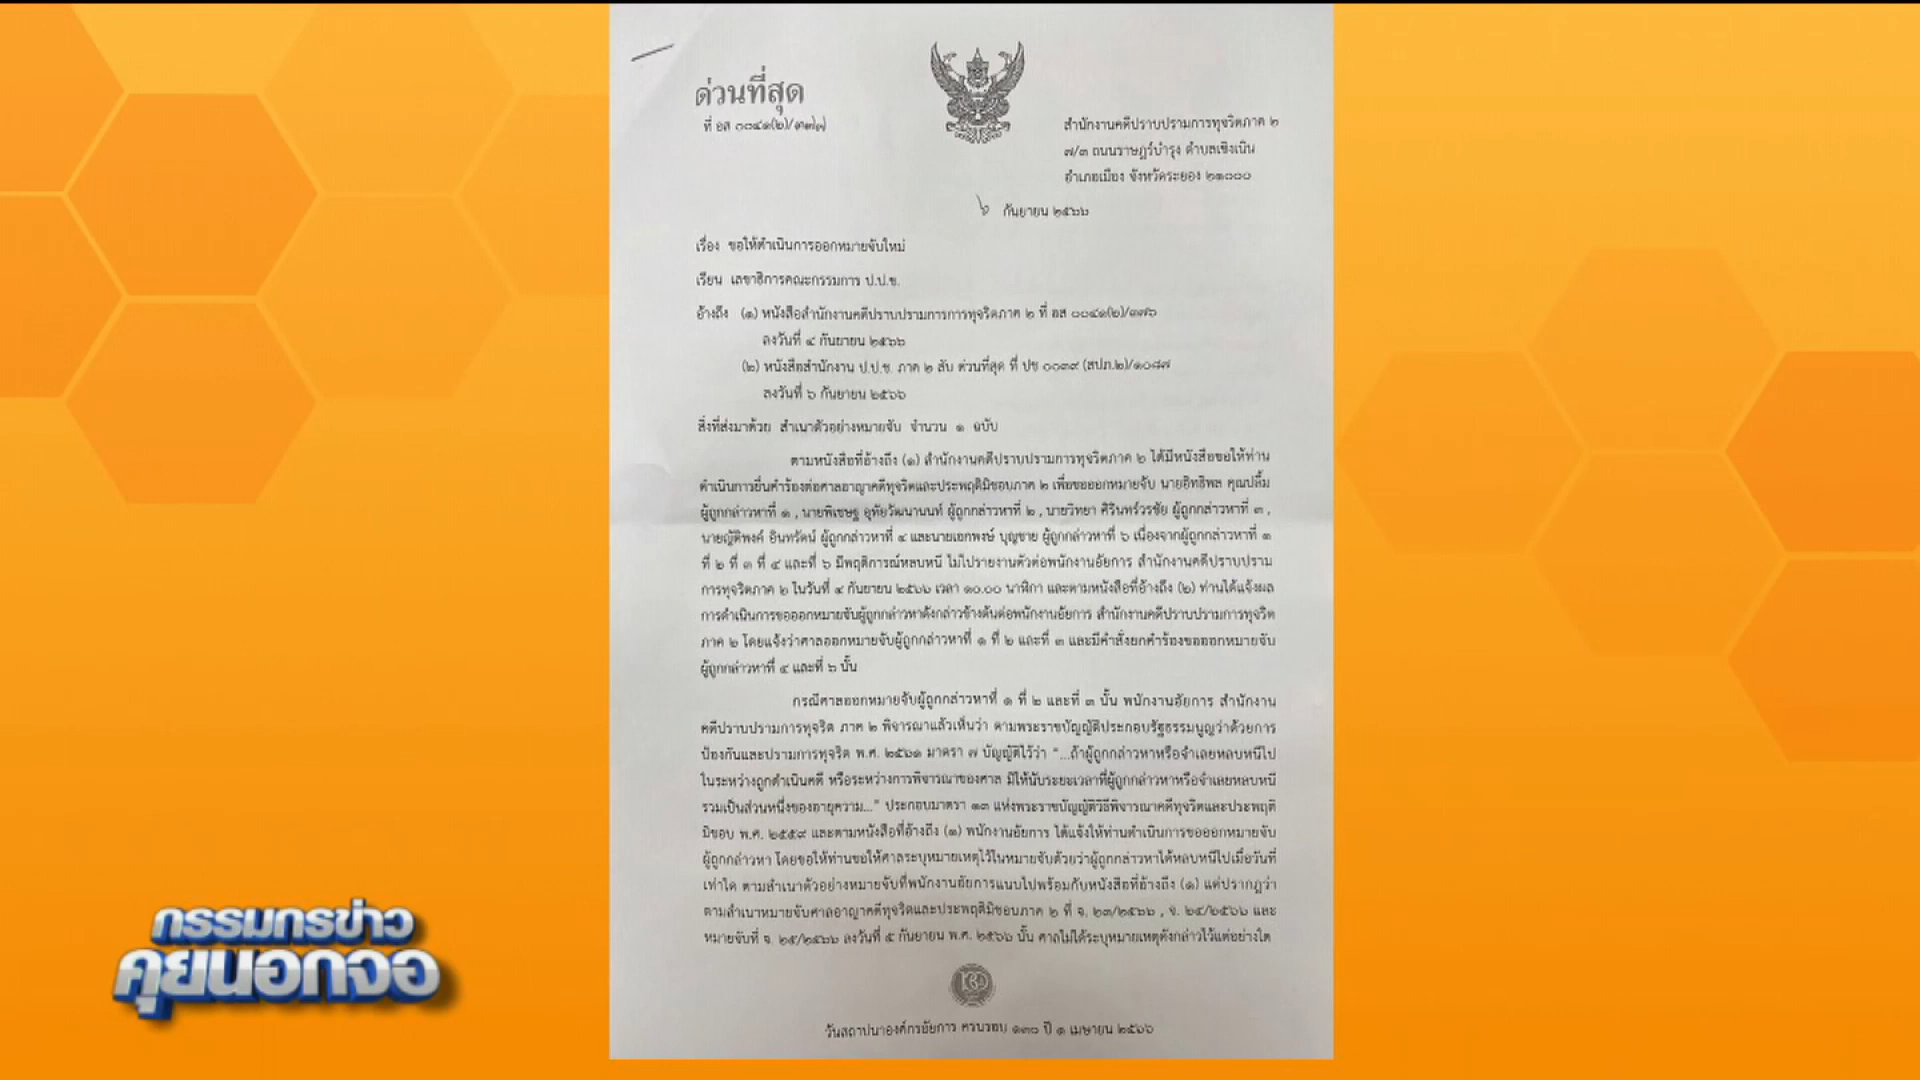 ด่วนที่สุด
ที่ อส ๐๐๔๑(๒)/๓๗๗
สำนักงานคดีปราบปรามการทุจริตภาค ๒
๗/๓ ถนนราษฎร์บำรุง ตำบลเชิงเนิน
อำเภอเมือง จังหวัดระยอง ๒๑๐๐๐
๖ กันยายน ๒๕๖๖
เรื่อง ขอให้ดำเนินการออกหมายจับใหม่
เรียน เลขาธิการคณะกรรมการ ป.ป.ช.
อ้างถึง (๑) หนังสือสำนักงานคดีปราบปรามการทุจริตภาค ๒ ที่ อส ๐๐๔๑(๒)/๓๗๖
ลงวันที่ ๔ กันยายน ๒๕๖๖
(๒) หนังสือสำนักงาน ป.ป.ช. ภาค ๒ ลับ ด่วนที่สุด ที่ ปช ๐๐๓๙ (สปภ.๒)/๑๐๘๗
ลงวันที่ ๖ กันยายน ๒๕๖๖
สิ่งที่ส่งมาด้วย สำเนาตัวอย่างหมายจับ จำนวน ๑ ฉบับ
ตามหนังสือที่อ้างถึง (๑) สำนักงานคดีปราบปรามการทุจริตภาค ๒ ได้มีหนังสือขอให้ท่าน
ดำเนินการยื่นคำร้องต่อศาลอาญาคดีทุจริตและประพฤติมิชอบภาค ๒ เพื่อขอออกหมายจับ นายอิทธิพล คุณปลื้ม
ผู้ถูกกล่าวหาที่ ๑ , นายพิเชษฐ อุทัยวัฒนานนท์ ผู้ถูกกล่าวหาที่ ๒ , นายวิทยา ศิรินทร์วรชัย ผู้ถูกกล่าวหาที่ ๓ ,
นายญัติพงศ์ อินทรัตน์ ผู้ถูกกล่าวหาที่ ๔ และนายเอกพงษ์ บุญชาย ผู้ถูกกล่าวหาที่ ๖ เนื่องจากผู้ถูกกล่าวหาที่ ๑
ที่ ๒ ที่ ๓ ที่ ๔ และที่ ๖ มีพฤติการณ์หลบหนี ไม่ไปรายงานตัวต่อพนักงานอัยการ สำนักงานคดีปราบปราม
การทุจริตภาค ๒ ในวันที่ ๔ กันยายน ๒๕๖๖ เวลา ๑๐.๐๐ นาฬิกา และตามหนังสือที่อ้างถึง (๒) ท่านได้แจ้งผล
การดำเนินการขอออกหมายจับผู้ถูกกล่าวหาดังกล่าวข้างต้นต่อพนักงานอัยการ สำนักงานคดีปราบปรามการทุจริต
ภาค ๒ โดยแจ้งว่าศาลออกหมายจับผู้ถูกกล่าวหาที่ ๑ ที่ ๒ และที่ ๓ และมีคำสั่งยกคำร้องขอออกหมายจับ
ผู้ถูกกล่าวหาที่ ๔ และที่ ๖ นั้น
กรณีศาลออกหมายจับผู้ถูกกล่าวหาที่ ๑ ที่ ๒ และที่ ๓ นั้น พนักงานอัยการ สำนักงาน
คดีปราบปรามการทุจริต ภาค ๒ พิจารณาแล้วเห็นว่า ตามพระราชบัญญัติประกอบรัฐธรรมนูญว่าด้วยการ
ป้องกันและปราบปรามการทุจริต พ.ศ. ๒๕๖๑ มาตรา ๗ บัญญัติไว้ว่า “...ถ้าผู้ถูกกล่าวหาหรือจำเลยหลบหนีไป
ในระหว่างถูกดำเนินคดี หรือระหว่างการพิจารณาของศาล มิให้นับระยะเวลาที่ผู้ถูกกล่าวหาหรือจำเลยหลบหนี
รวมเป็นส่วนหนึ่งของอายุความ...” ประกอบมาตรา ๑๓ แห่งพระราชบัญญัติวิธีพิจารณาคดีทุจริตและประพฤติ
มิชอบ พ.ศ. ๒๕๕๙ และตามหนังสือที่อ้างถึง (๑) พนักงานอัยการ ได้แจ้งให้ท่านดำเนินการขอออกหมายจับ
ผู้ถูกกล่าวหา โดยขอให้ท่านขอให้ศาลระบุหมายเหตุไว้ในหมายจับด้วยว่าผู้ถูกกล่าวหาได้หลบหนีไปเมื่อวันที่
เท่าใด ตามสำเนาตัวอย่างหมายจับที่พนักงานอัยการแนบไปพร้อมกับหนังสือที่อ้างถึง (๑) แต่ปรากฏว่า
ตามสำเนาหมายจับศาลอาญาคดีทุจริตและประพฤติมิชอบภาค ๒ ที่ จ. ๒๓/๒๕๖๖ , จ. ๒๔/๒๕๖๖ และ
หมายจับที่ จ. ๒๕/๒๕๖๖ ลงวันที่ ๕ กันยายน พ.ศ. ๒๕๖๖ นั้น ศาลไม่ได้ระบุหมายเหตุดังกล่าวไว้แต่อย่างใด
วันสถาปนาองค์กรอัยการ ครบรอบ ๑๓๐ ปี ๑ เมษายน ๒๕๖๖
กรรมกรข่าว
คุยนอกจอ